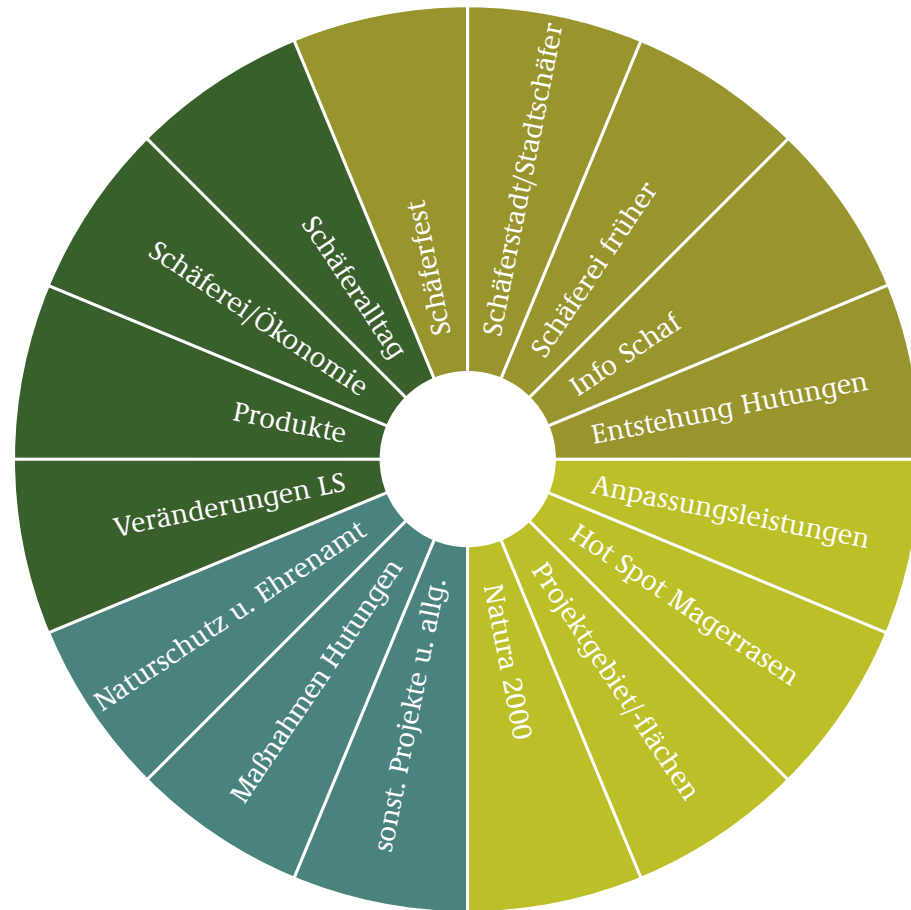 Schäferstadt/Stadtschäfer
Schäferei früher
Info Schaf
Entstehung Hutungen
Anpassungsleistungen
Hot Spot Magerrasen
Projektgebiet/-flächen
Natura 2000
sonst. Projekte u. allg.
Maßnahmen Hutungen
Naturschutz u. Ehrenamt
Veränderungen LS
Produkte
Schäferei/Ökonomie
Schäferalltag
Schäferfest